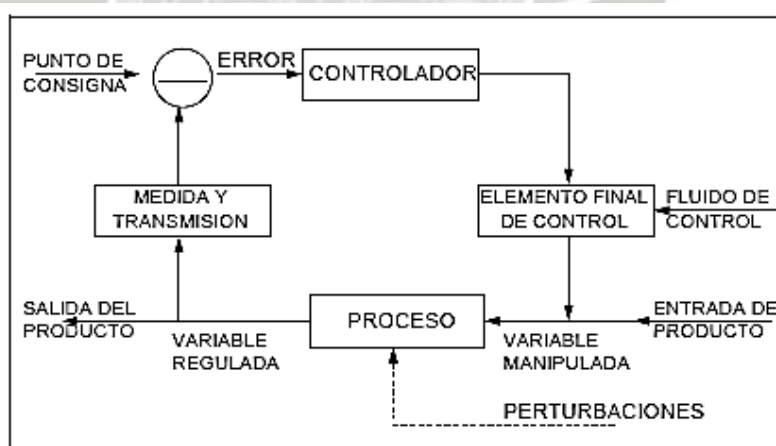 PUNTO DE
CONSIGNA
ERROR
CONTROLADOR
MEDIDA Y
TRANSMISION
ELEMENTO FINAL
DE CONTROL
FLUIDO DE
CONTROL
SALIDA DEL
PRODUCTO
VARIABLE
REGULADA
PROCESO
VARIABLE
MANIPULADA
ENTRADA DE
PRODUCTO
PERTURBACIONES